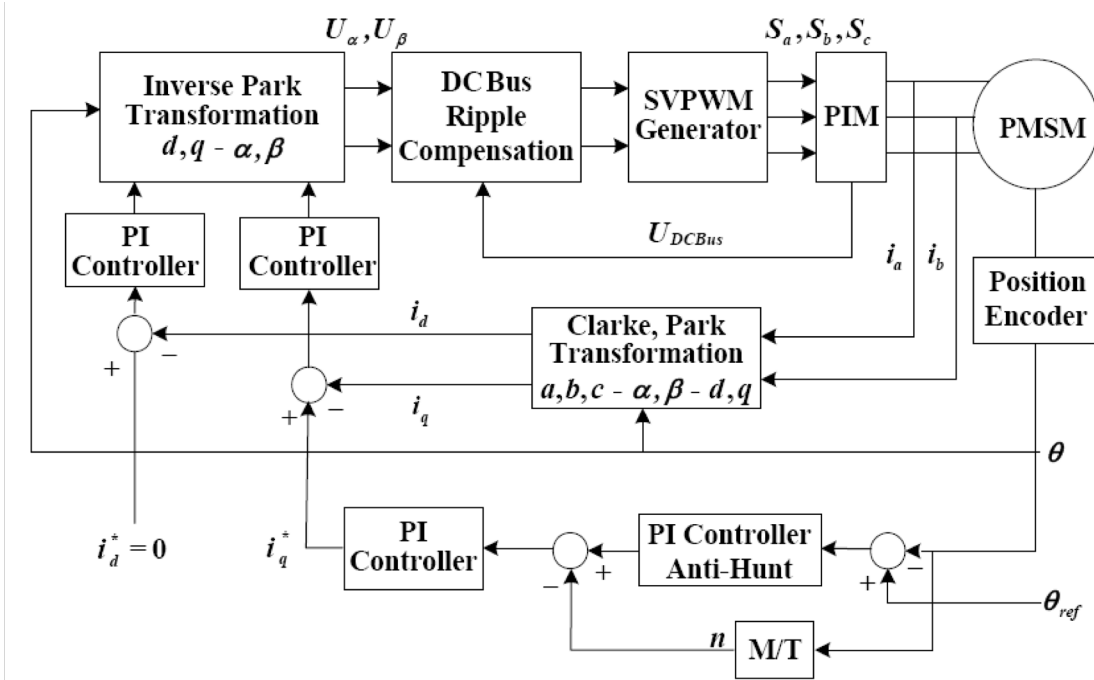 U_α, U_β
S_a, S_b, S_c
Inverse Park
Transformation
d, q - α, β
DC Bus
Ripple
Compensation
SVPWM
Generator
PIM
PMSM
PI
Controller
PI
Controller
U_DCBus
i_a
i_b
Position
Encoder
i_d
Clarke, Park
Transformation
a, b, c - α, β - d, q
+
−
+
−
i_q
θ
i_d^* = 0
i_q^*
PI
Controller
−
+
PI Controller
Anti-Hunt
+
−
θ_ref
n
M/T